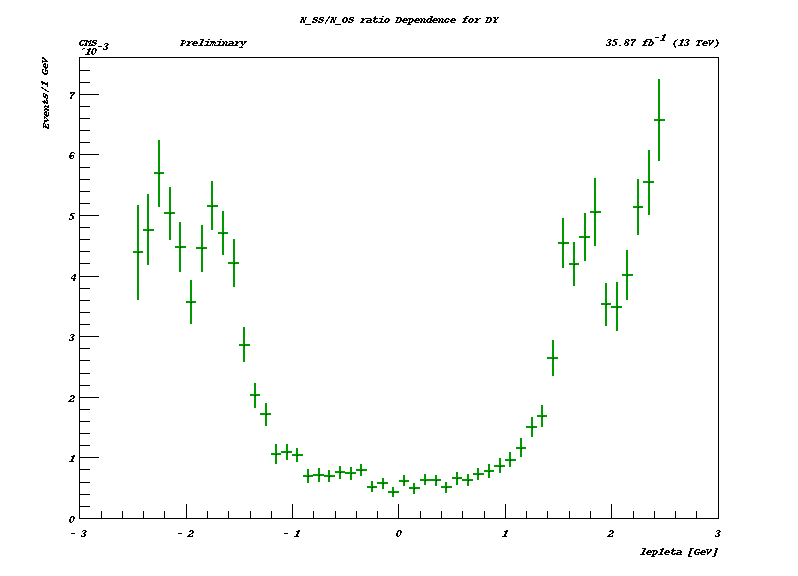 N_SS/N_OS ratio Dependence for DY
CMS Preliminary 35.87 fb-1 (13 TeV)
^10-3
Events/1 GeV
7
6
5
4
3
2
1
0
-3 -2 -1 0 1 2 3
lepleta [GeV]